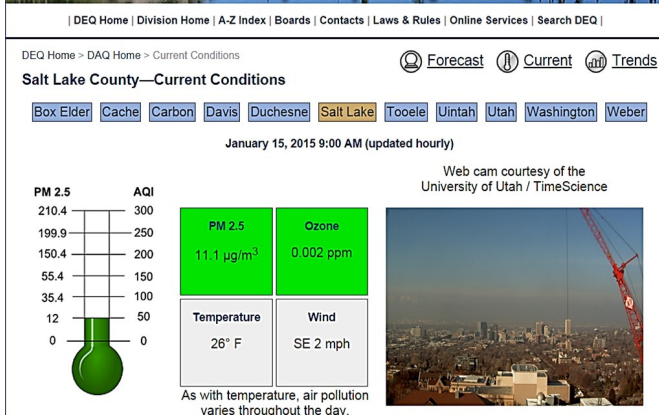 | DEQ Home | Division Home | A-Z Index | Boards | Contacts | Laws & Rules | Online Services | Search DEQ |
DEQ Home > DAQ Home > Current Conditions
Forecast Current Trends
Salt Lake County—Current Conditions
Box Elder Cache Carbon Davis Duchesne Salt Lake Tooele Uintah Utah Washington Weber
January 15, 2015 9:00 AM (updated hourly)
Web cam courtesy of the
University of Utah / TimeScience
PM 2.5 AQI
210.4 300
199.9 250
150.4 200
55.4 150
35.4 100
12 50
0 0
PM 2.5 Ozone
11.1 µg/m³ 0.002 ppm
Temperature Wind
26° F SE 2 mph
As with temperature, air pollution
varies throughout the day.